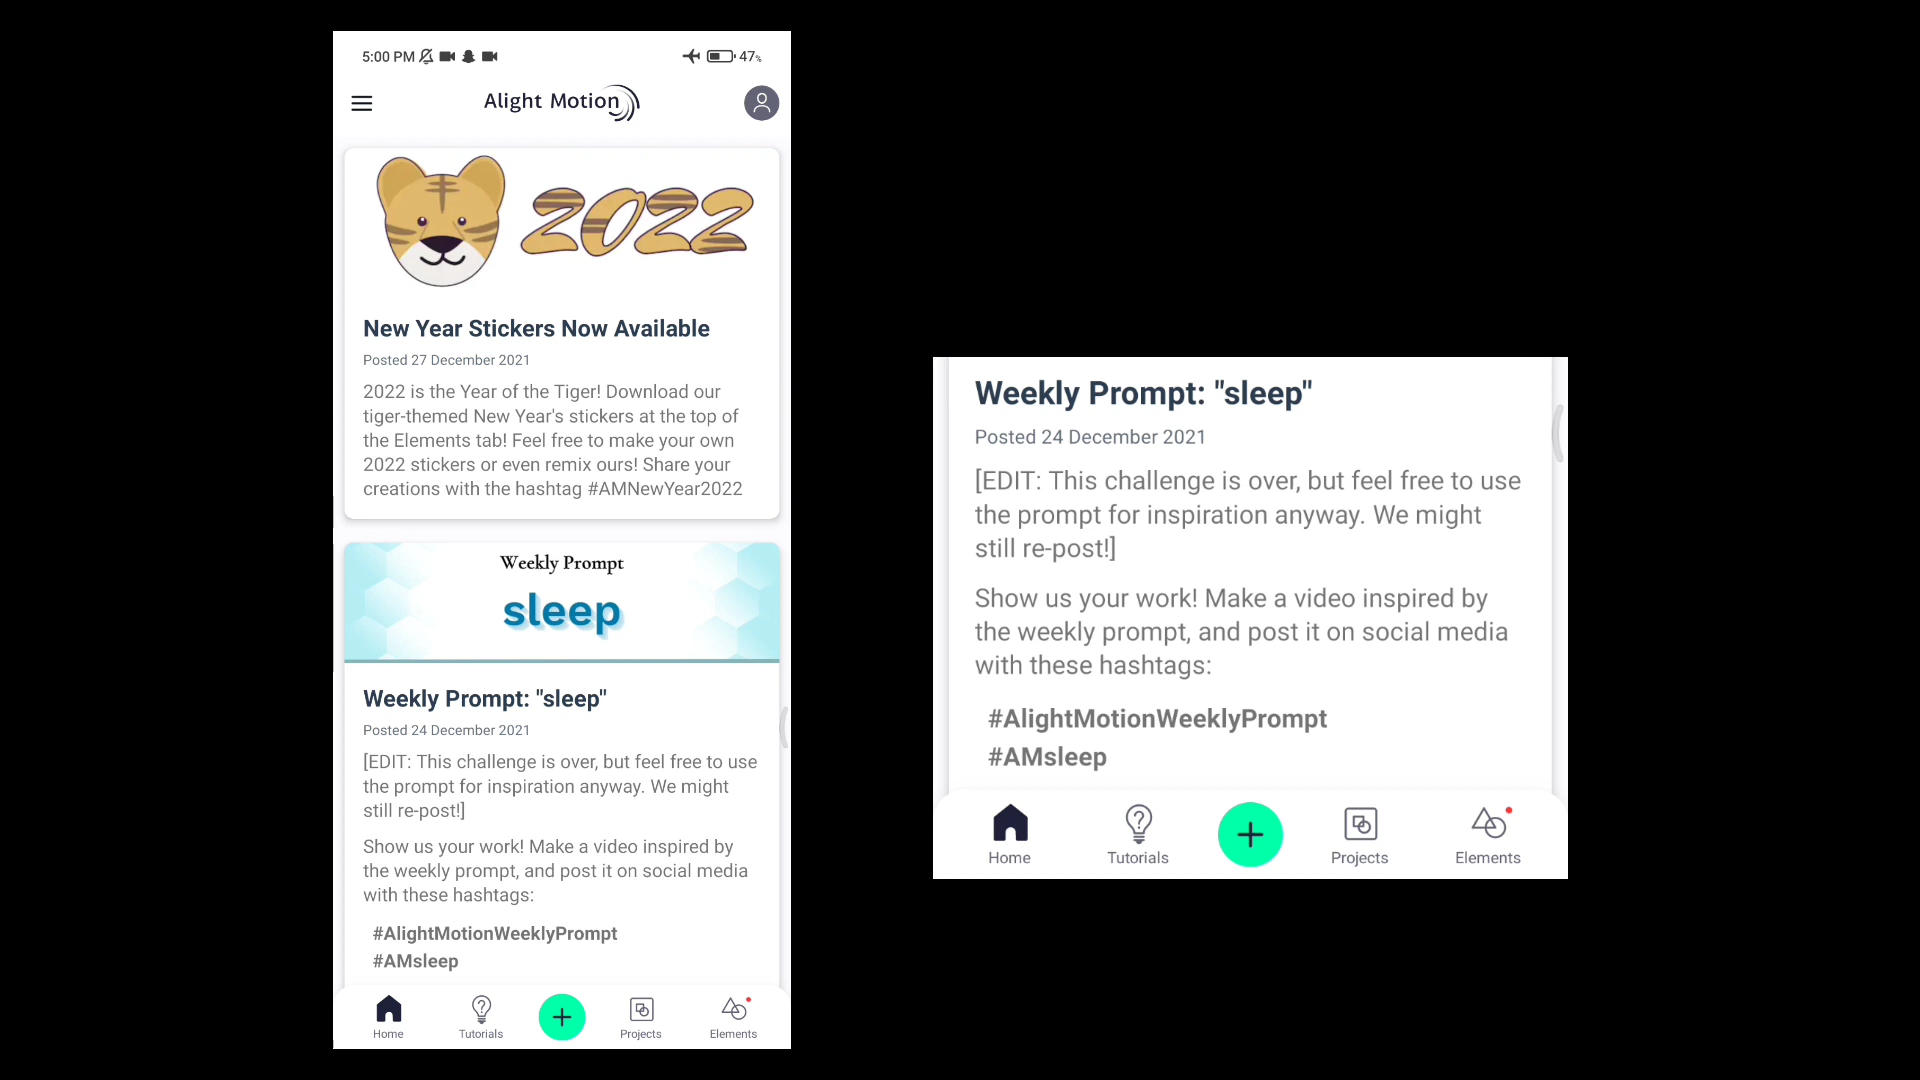 5:00 PM
47%
Alight Motion
2022
New Year Stickers Now Available
Posted 27 December 2021
2022 is the Year of the Tiger! Download our
tiger-themed New Year's stickers at the top of
the Elements tab! Feel free to make your own
2022 stickers or even remix ours! Share your
creations with the hashtag #AMNewYear2022
Weekly Prompt
sleep
Weekly Prompt: "sleep"
Posted 24 December 2021
[EDIT: This challenge is over, but feel free to use
the prompt for inspiration anyway. We might
still re-post!]
Show us your work! Make a video inspired by
the weekly prompt, and post it on social media
with these hashtags:
#AlightMotionWeeklyPrompt
#AMsleep
Home
Tutorials
Projects
Elements
Weekly Prompt: "sleep"
Posted 24 December 2021
[EDIT: This challenge is over, but feel free to use
the prompt for inspiration anyway. We might
still re-post!]
Show us your work! Make a video inspired by
the weekly prompt, and post it on social media
with these hashtags:
#AlightMotionWeeklyPrompt
#AMsleep
Home
Tutorials
Projects
Elements